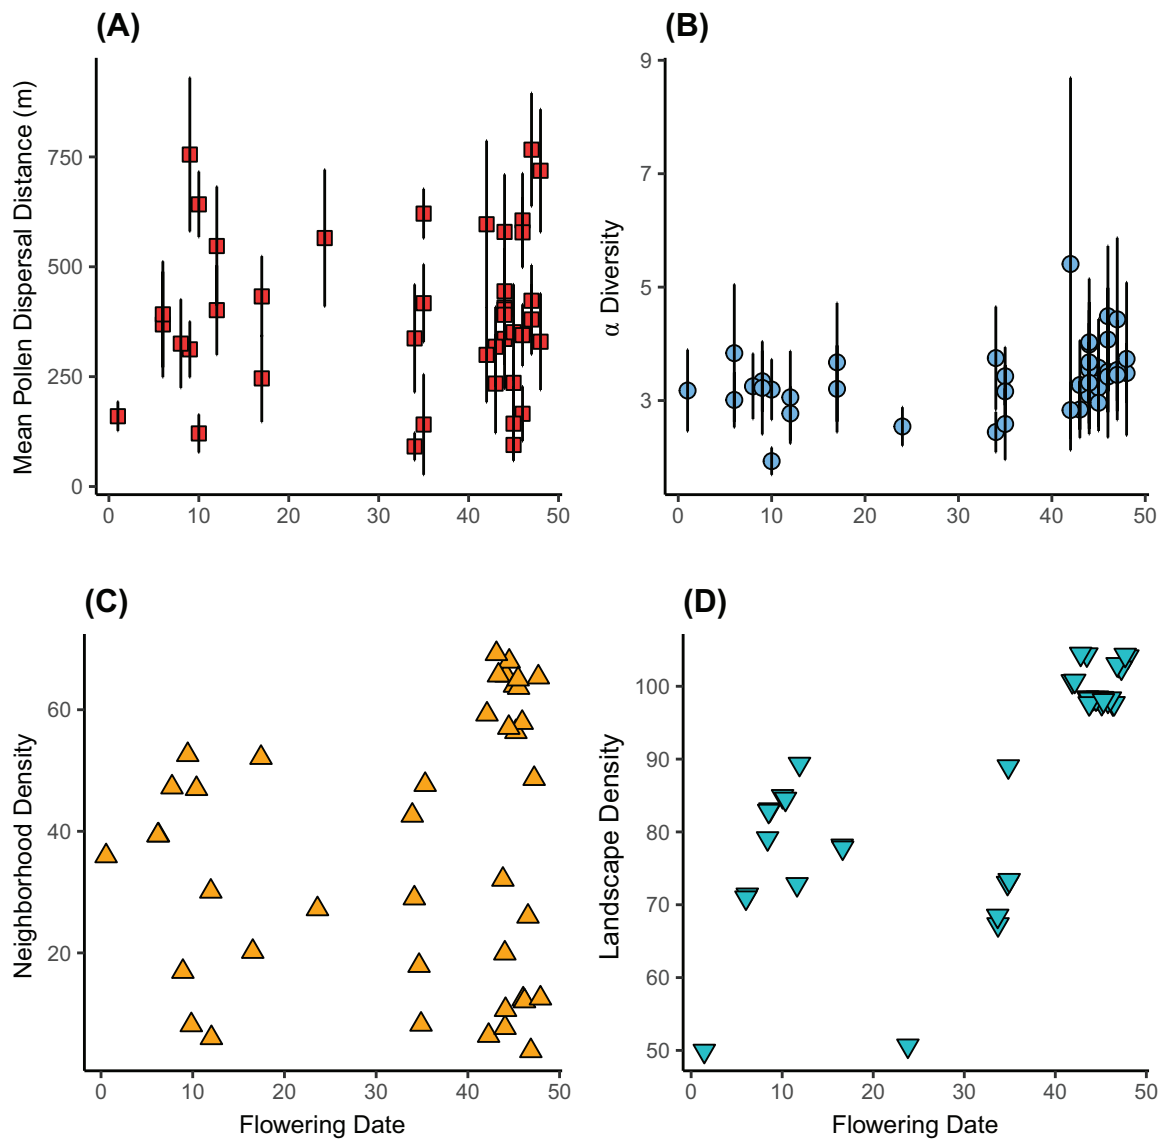 (A)
Mean Pollen Dispersal Distance (m)
750
500
250
0
0 10 20 30 40 50
(B)
α Diversity
9
7
5
3
0 10 20 30 40 50
(C)
Neighborhood Density
60
40
20
0 10 20 30 40 50
Flowering Date
(D)
Landscape Density
100
90
80
70
60
50
0 10 20 30 40 50
Flowering Date